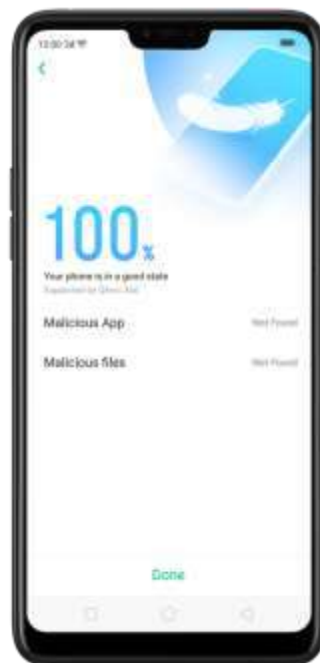 100%
Your phone is in a good state
Malicious App Not Found
Malicious files Not Found
Done